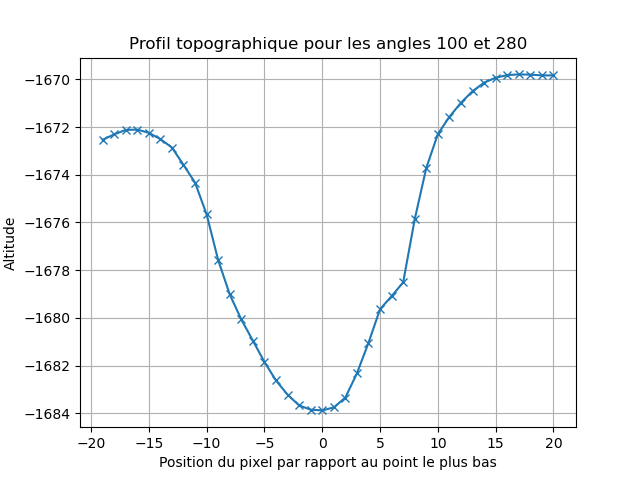 Profil topographique pour les angles 100 et 280
Altitude
−1670
−1672
−1674
−1676
−1678
−1680
−1682
−1684
−20 −15 −10 −5 0 5 10 15 20
Position du pixel par rapport au point le plus bas